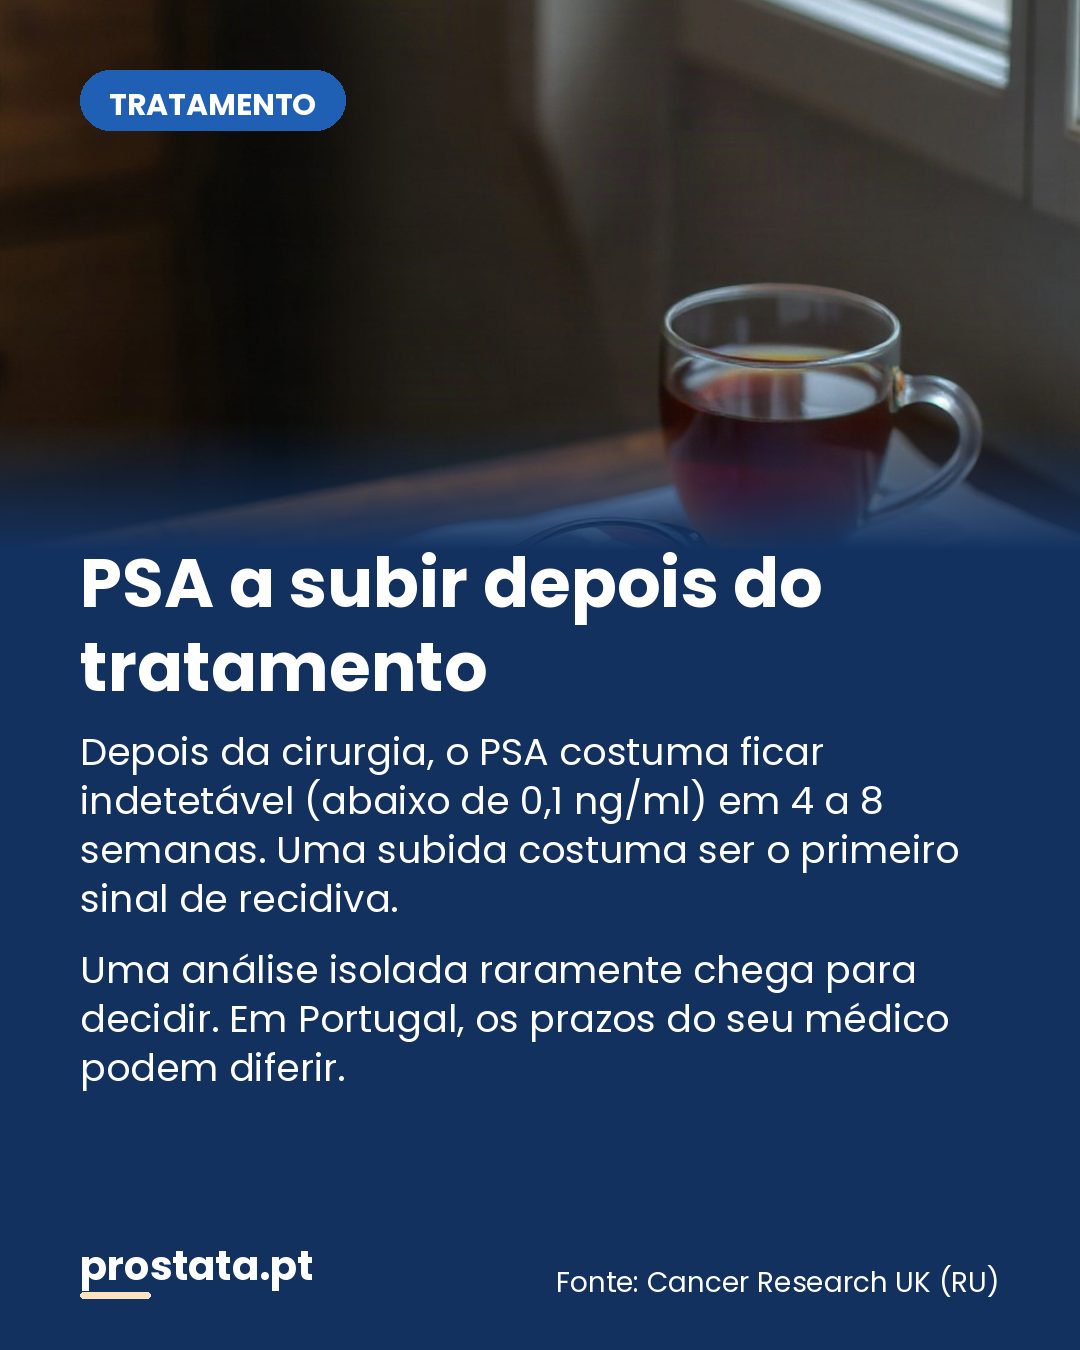 TRATAMENTO
PSA a subir depois do
tratamento
Depois da cirurgia, o PSA costuma ficar
indetetável (abaixo de 0,1 ng/ml) em 4 a 8
semanas. Uma subida costuma ser o primeiro
sinal de recidiva.
Uma análise isolada raramente chega para
decidir. Em Portugal, os prazos do seu médico
podem diferir.
prostata.pt
Fonte: Cancer Research UK (RU)